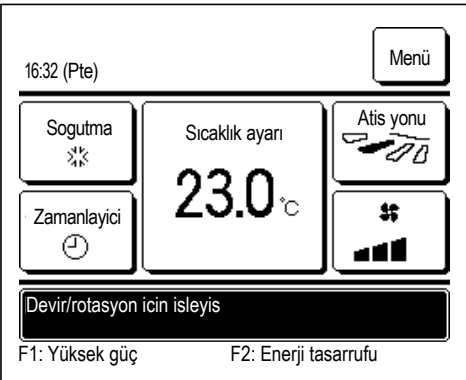 Menü
16:32 (Pte)
Sogutma
Sıcaklık ayarı
Atis yonu
23.0 °C
Zamanlayici
Devir/rotasyon icin isleyis
F1: Yüksek güç
F2: Enerji tasarrufu